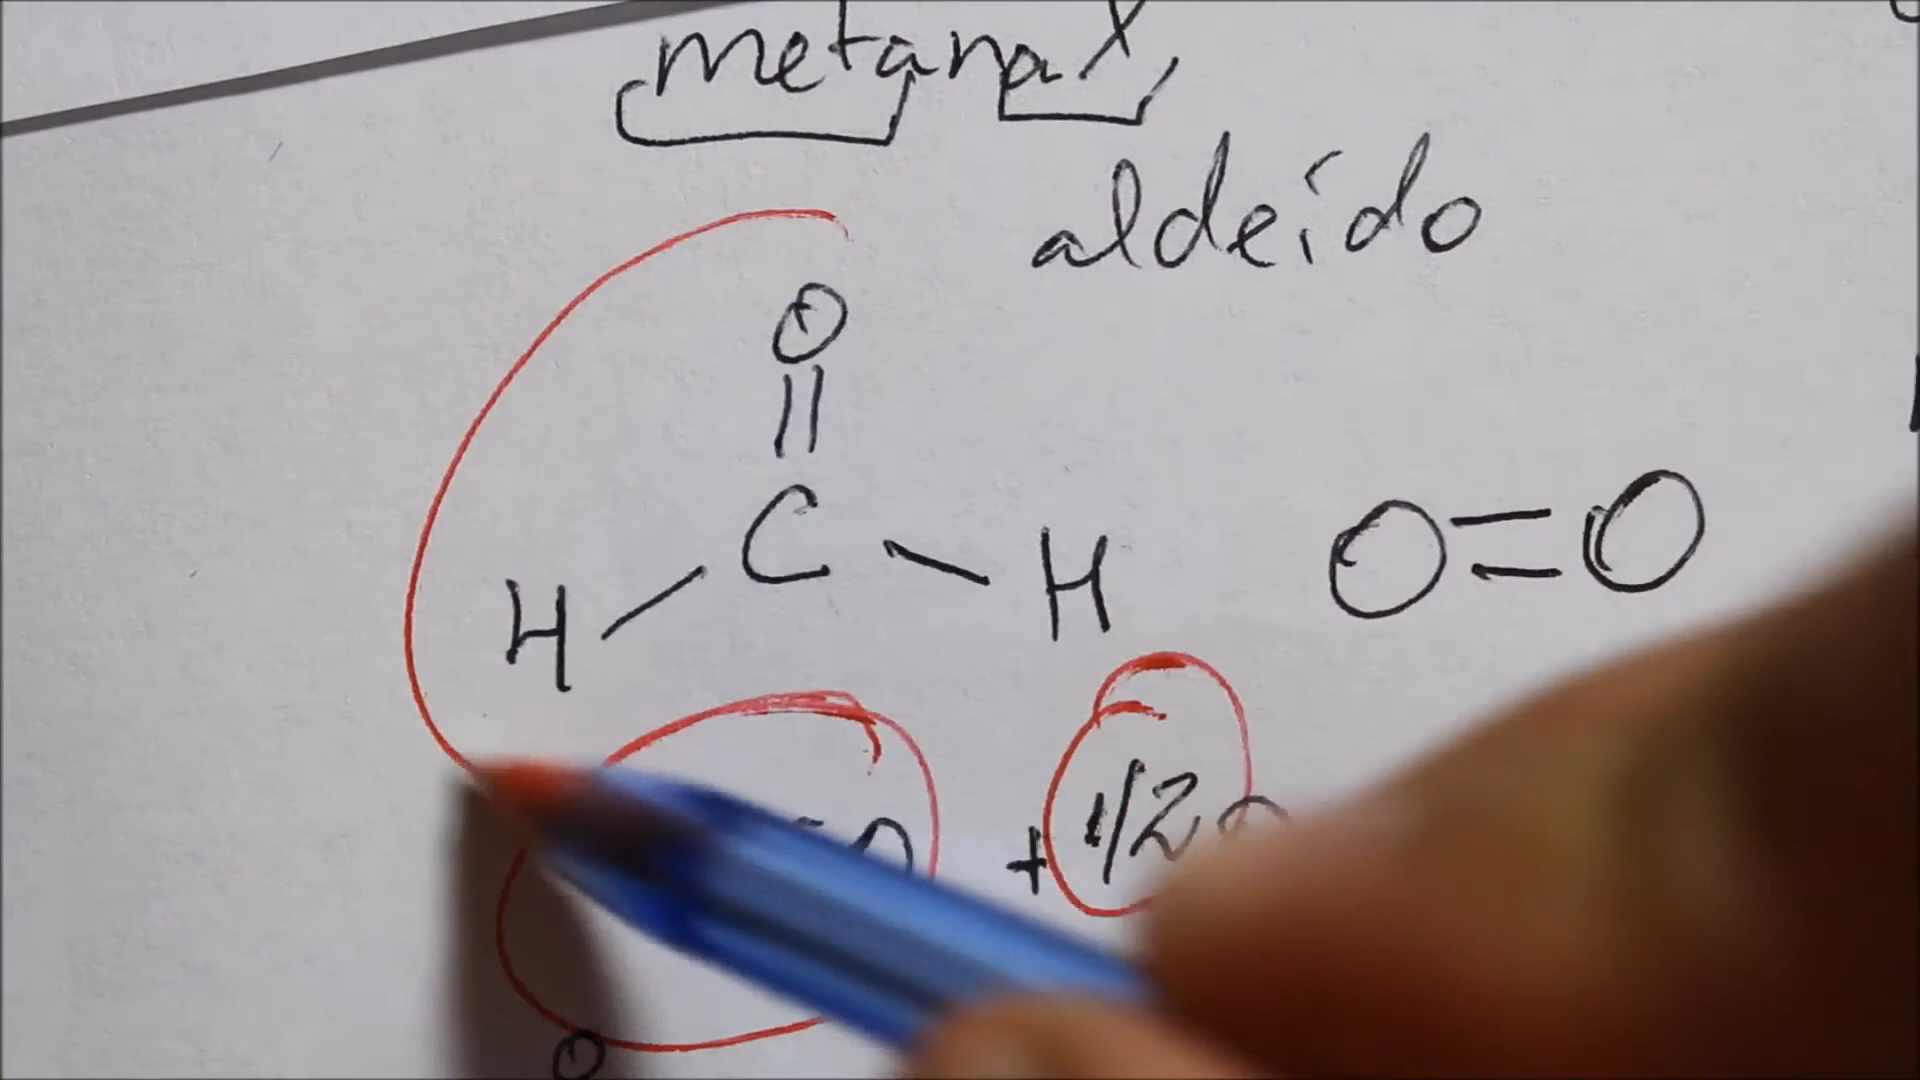 metanal
aldeído
O
C
H H
O=O
+ 1/2 O
O